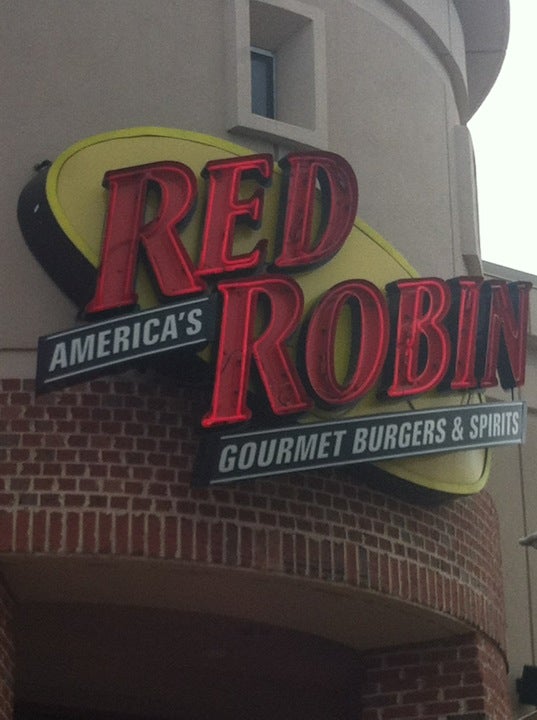 RED
AMERICA'S
ROBIN
GOURMET BURGERS & SPIRITS